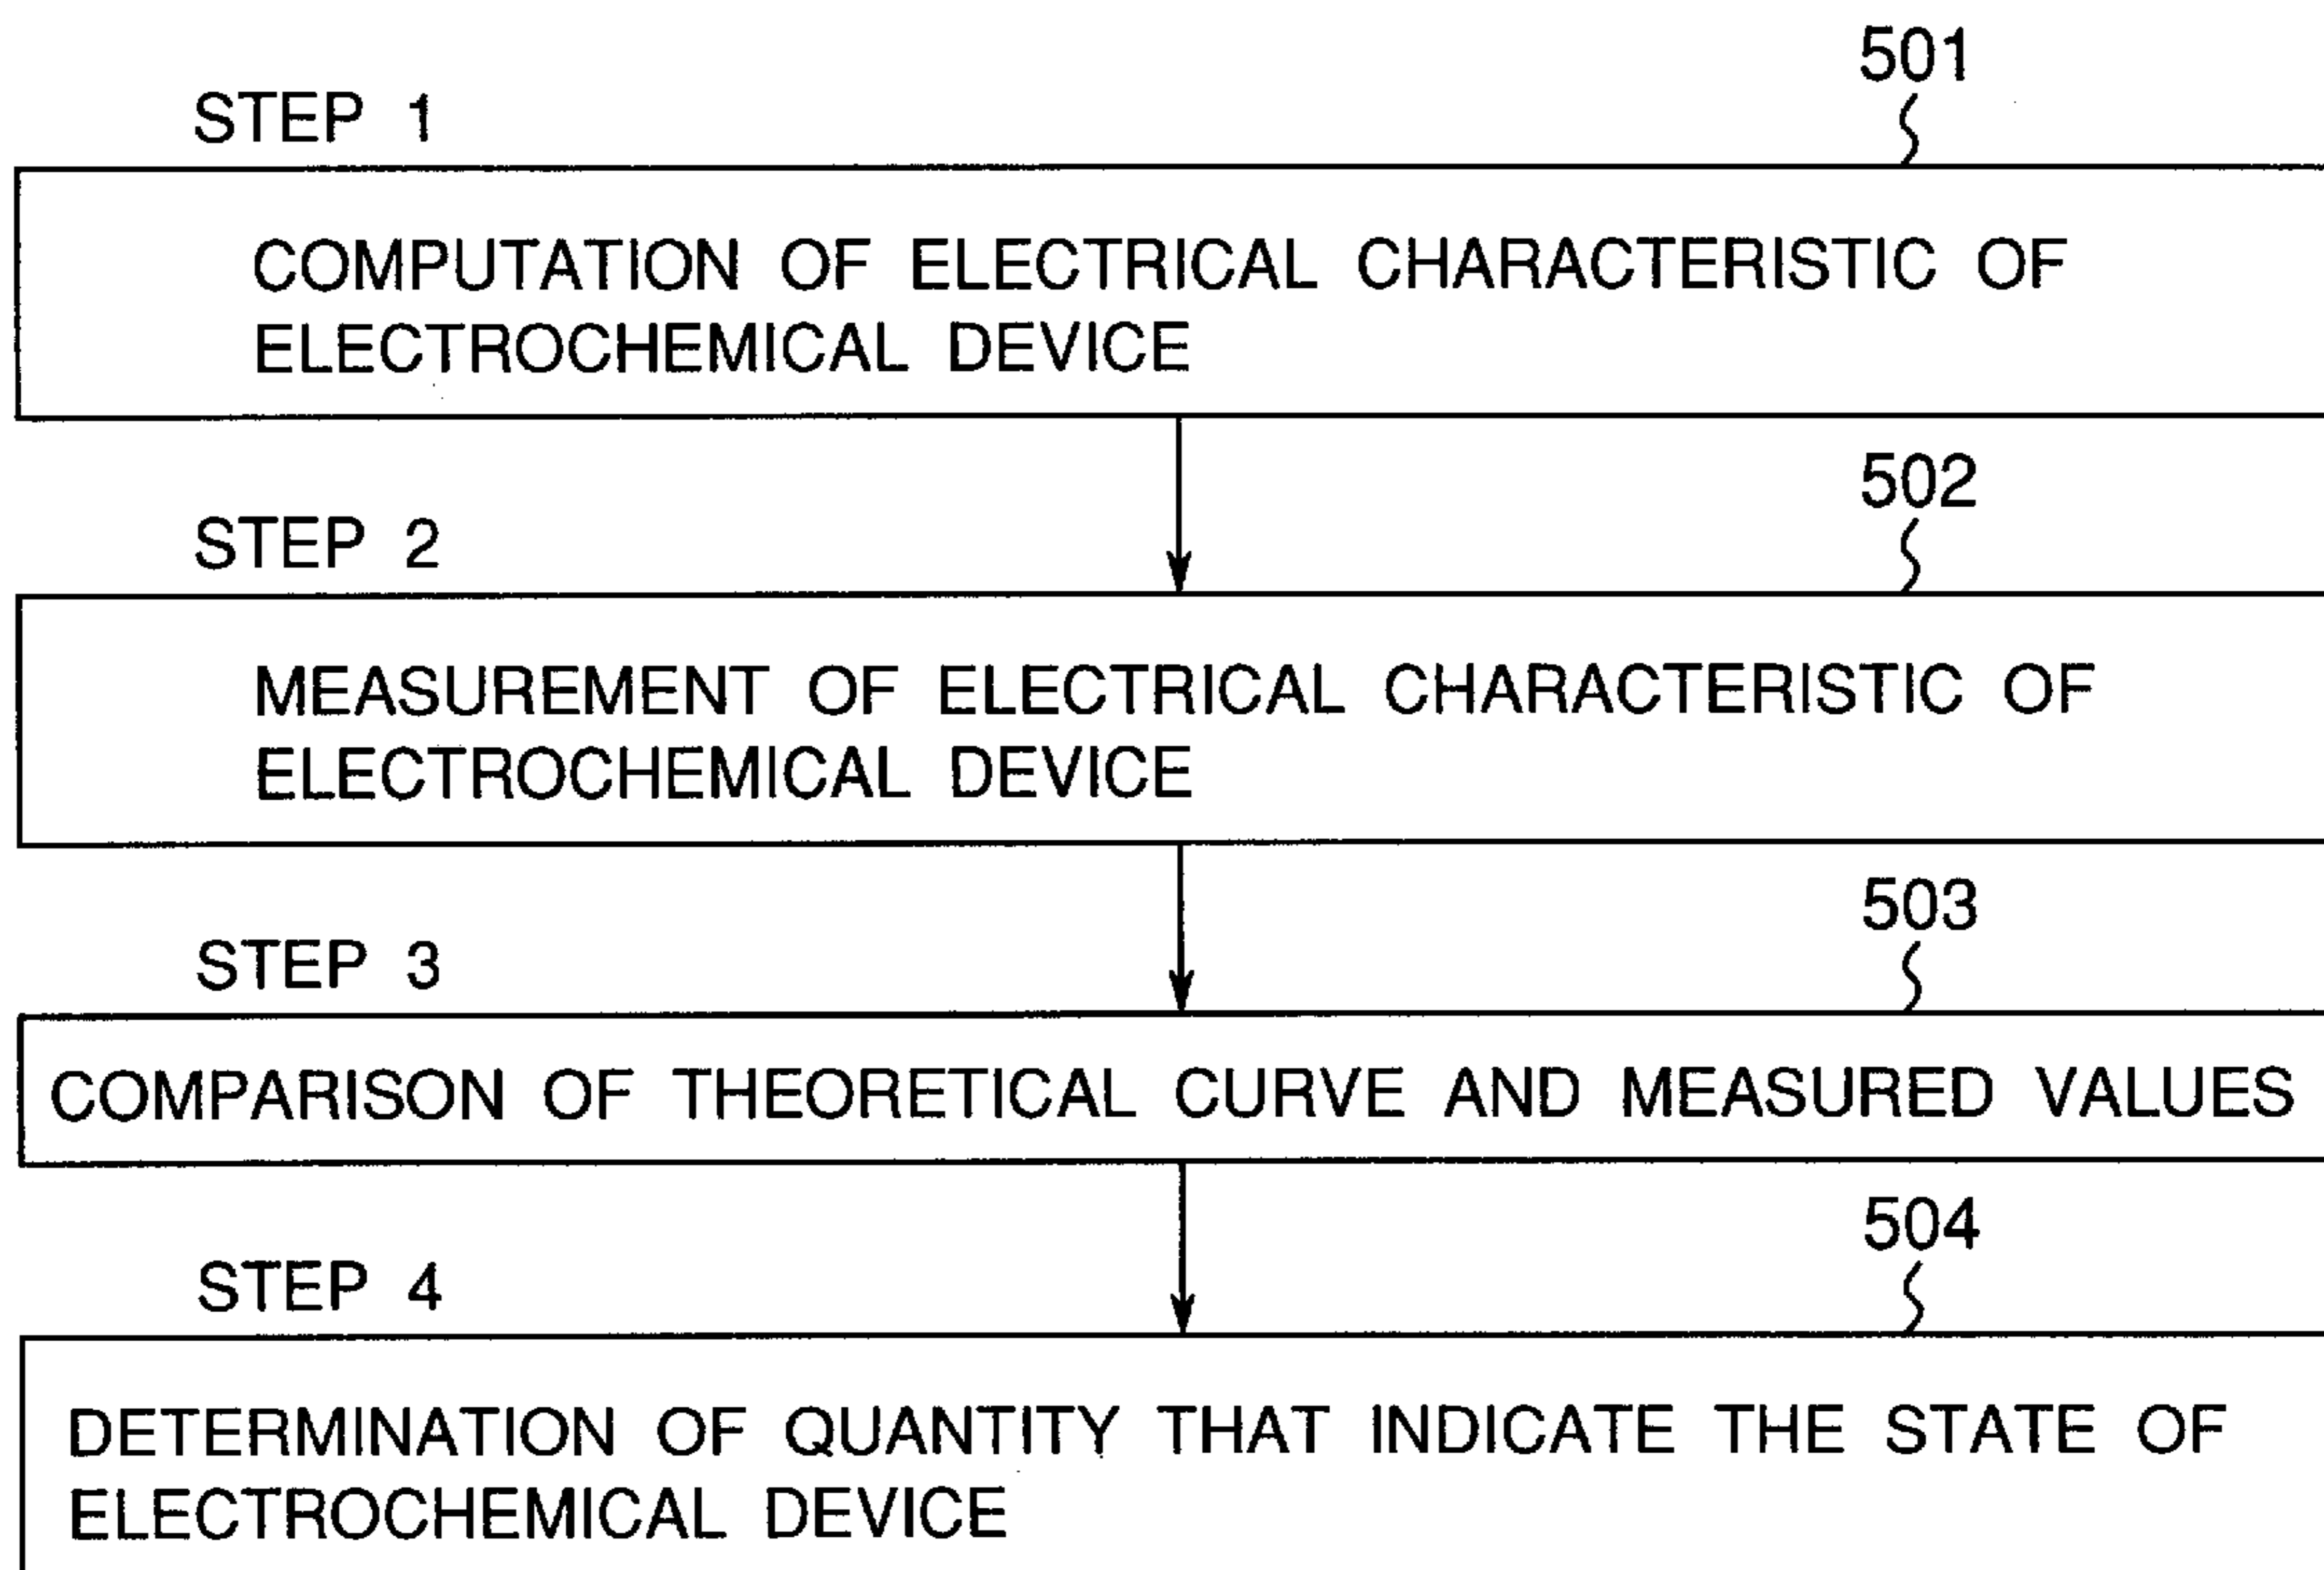 501
STEP 1
COMPUTATION OF ELECTRICAL CHARACTERISTIC OF
ELECTROCHEMICAL DEVICE
502
STEP 2
MEASUREMENT OF ELECTRICAL CHARACTERISTIC OF
ELECTROCHEMICAL DEVICE
503
STEP 3
COMPARISON OF THEORETICAL CURVE AND MEASURED VALUES
504
STEP 4
DETERMINATION OF QUANTITY THAT INDICATE THE STATE OF
ELECTROCHEMICAL DEVICE